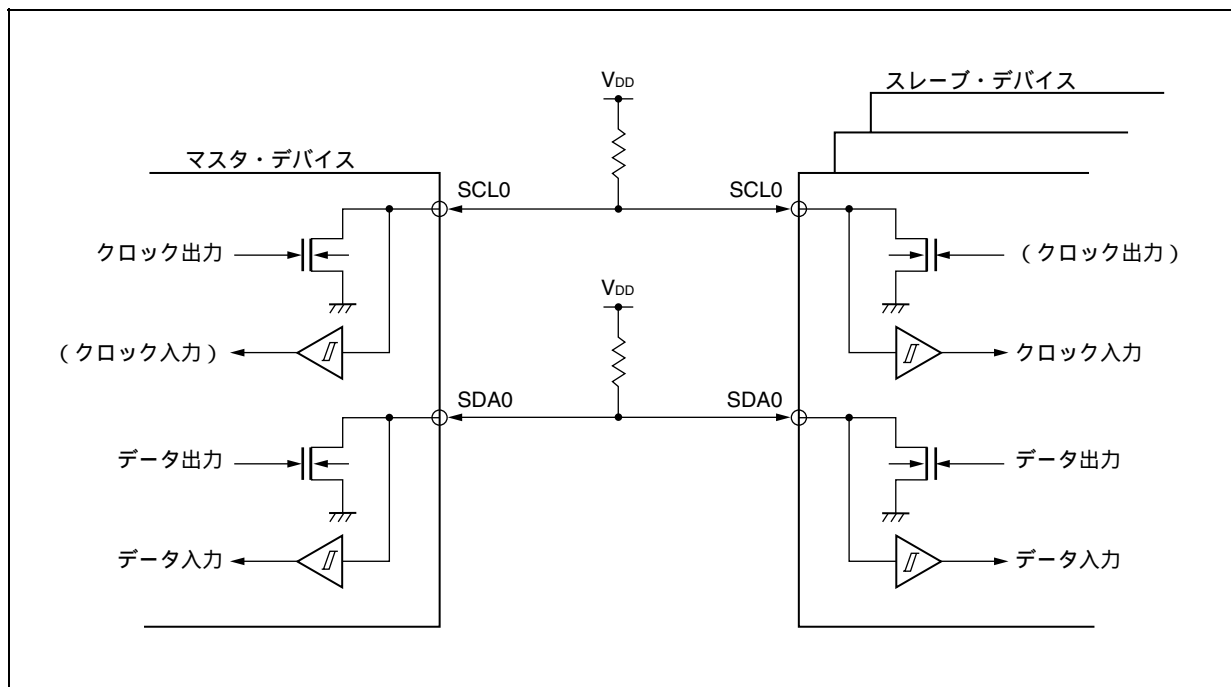 VDD
スレーブ・デバイス
マスタ・デバイス
SCL0
SCL0
クロック出力
(クロック出力)
VDD
(クロック入力)
クロック入力
SDA0
SDA0
データ出力
データ出力
データ入力
データ入力